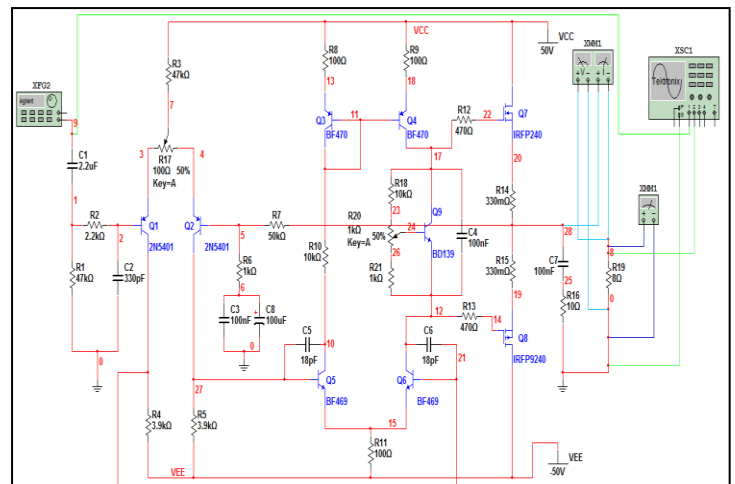 VCC
VCC
50V
XFG2
Agilent
9
R3
47kΩ
7
R8
100Ω
13
R9
100Ω
18
XWM1
V
I
XSC1
Tektronix
C1
2.2uF
3
R17
100Ω 50%
Key=A
4
Q3
BF470
11
Q4
BF470
R12
470Ω
22
Q7
IRFP240
20
17
1
R2
2.2kΩ
2
Q1
2N5401
Q2
2N5401
5
R7
50kΩ
R18
10kΩ
23
R20
1kΩ
Key=A
50%
24
26
Q9
BD139
C4
100nF
R14
330mΩ
XMM1
28
8
R1
47kΩ
C2
330pF
R6
1kΩ
6
C3
100nF
C8
100uF
0
R10
10kΩ
R21
1kΩ
R15
330mΩ
19
C7
100nF
25
R16
10Ω
R19
8Ω
0
0
12
R13
470Ω
14
Q8
IRFP9240
C5
18pF
10
C6
18pF
21
27
Q5
BF469
Q6
BF469
15
R4
3.9kΩ
R5
3.9kΩ
R11
100Ω
VEE
VEE
-50V